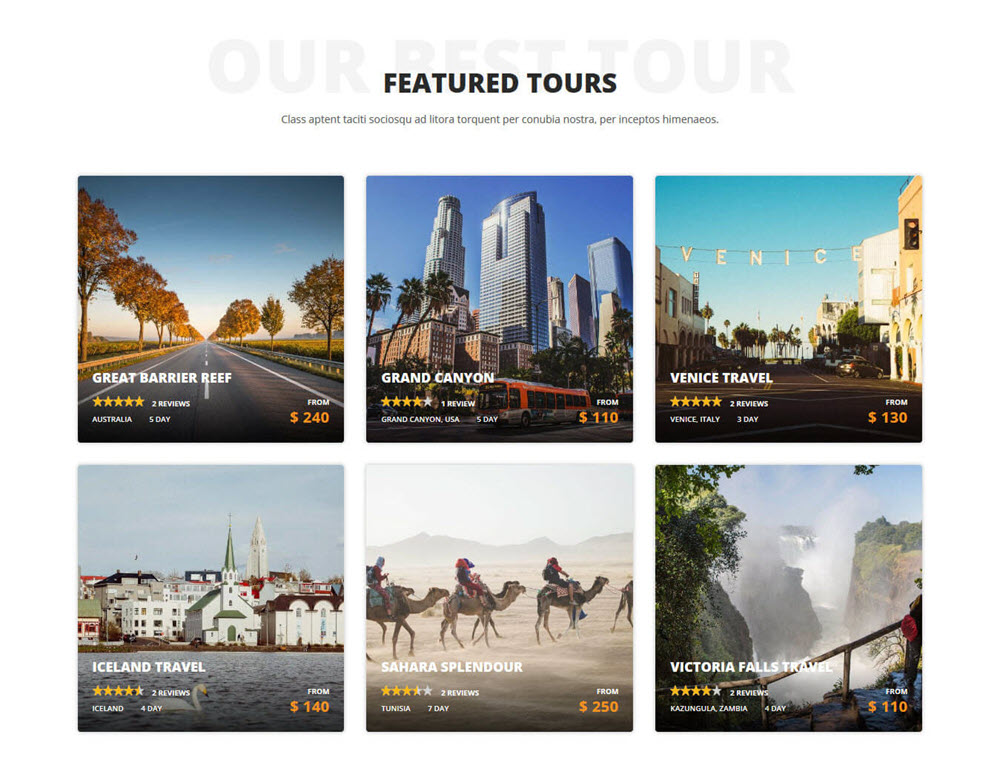 OUR BEST TOUR
FEATURED TOURS
Class aptent taciti sociosqu ad litora torquent per conubia nostra, per inceptos himenaeos.
GREAT BARRIER REEF
2 REVIEWS
FROM
AUSTRALIA 5 DAY
$ 240
GRAND CANYON
1 REVIEW
FROM
GRAND CANYON, USA 5 DAY
$ 110
VENICE
VENICE TRAVEL
2 REVIEWS
FROM
VENICE, ITALY 3 DAY
$ 130
ICELAND TRAVEL
2 REVIEWS
FROM
ICELAND 4 DAY
$ 140
SAHARA SPLENDOUR
2 REVIEWS
FROM
TUNISIA 7 DAY
$ 250
VICTORIA FALLS TRAVEL
2 REVIEWS
FROM
KAZUNGULA, ZAMBIA 4 DAY
$ 110